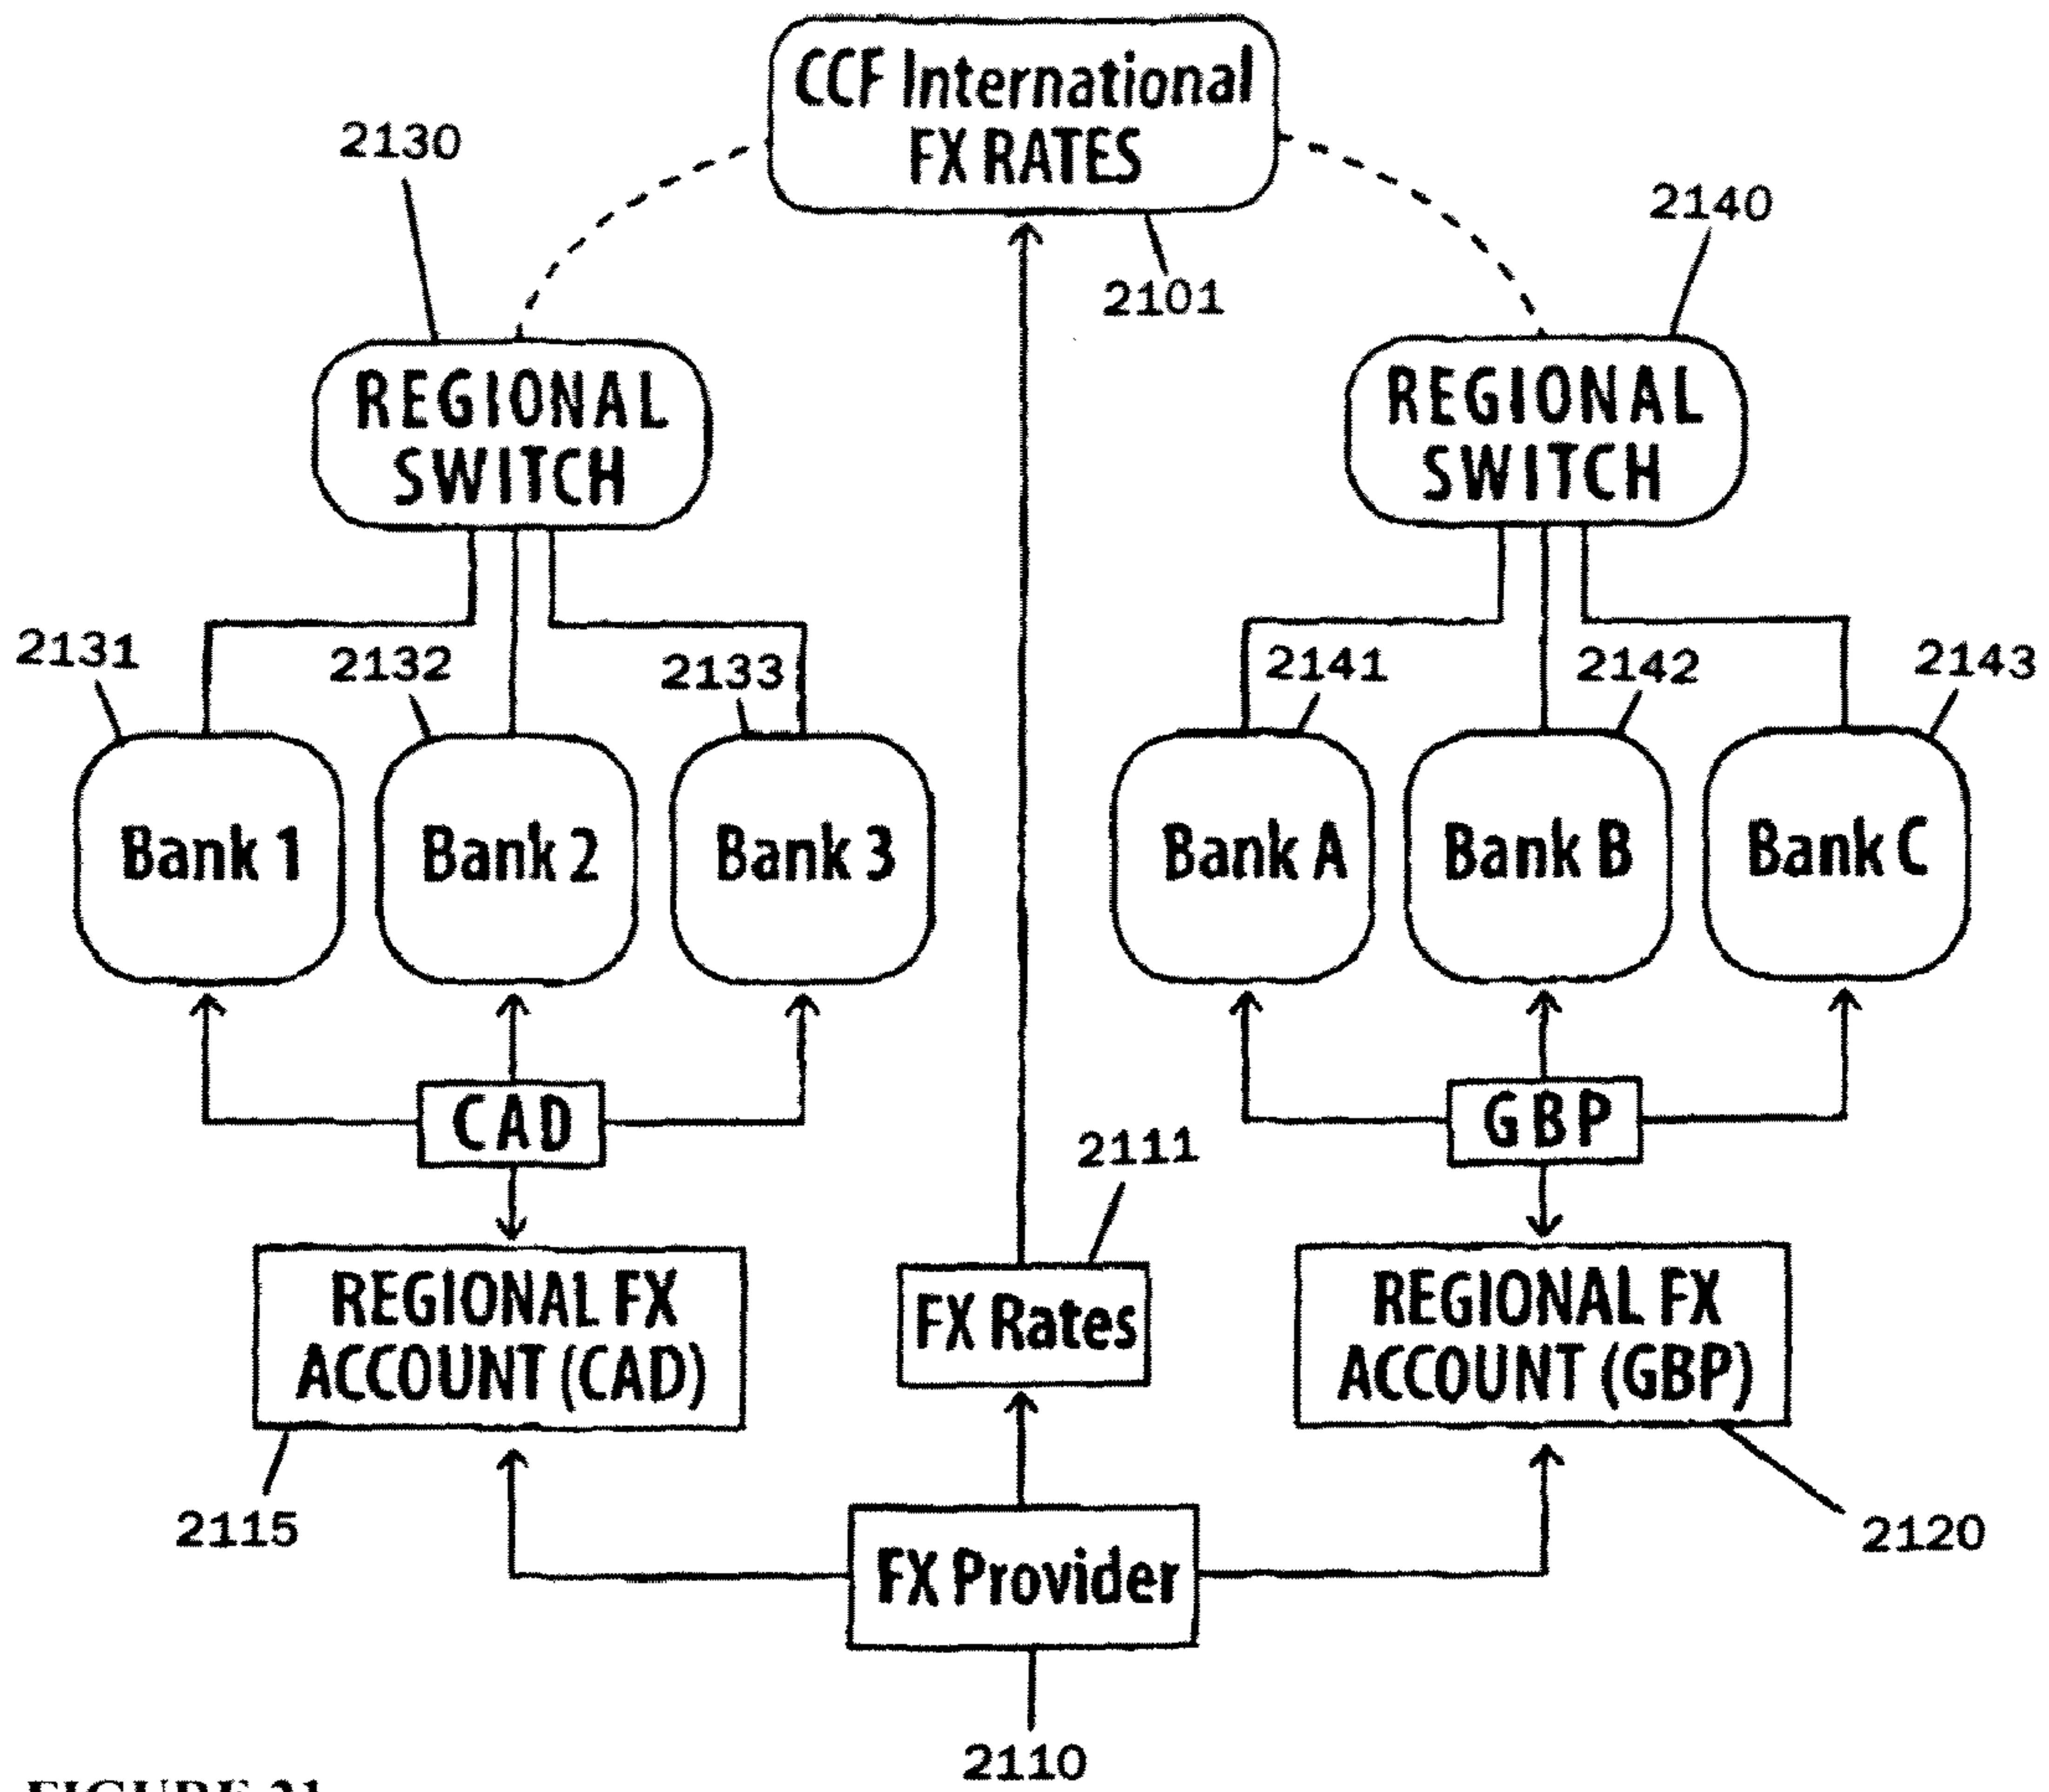 CCF International
FX RATES
2130
2140
2101
REGIONAL
SWITCH
REGIONAL
SWITCH
2131
2132
2133
2141
2142
2143
Bank 1
Bank 2
Bank 3
Bank A
Bank B
Bank C
CAD
GBP
2111
REGIONAL FX
ACCOUNT (CAD)
FX Rates
REGIONAL FX
ACCOUNT (GBP)
2115
2120
FX Provider
2110
FIGURE 21